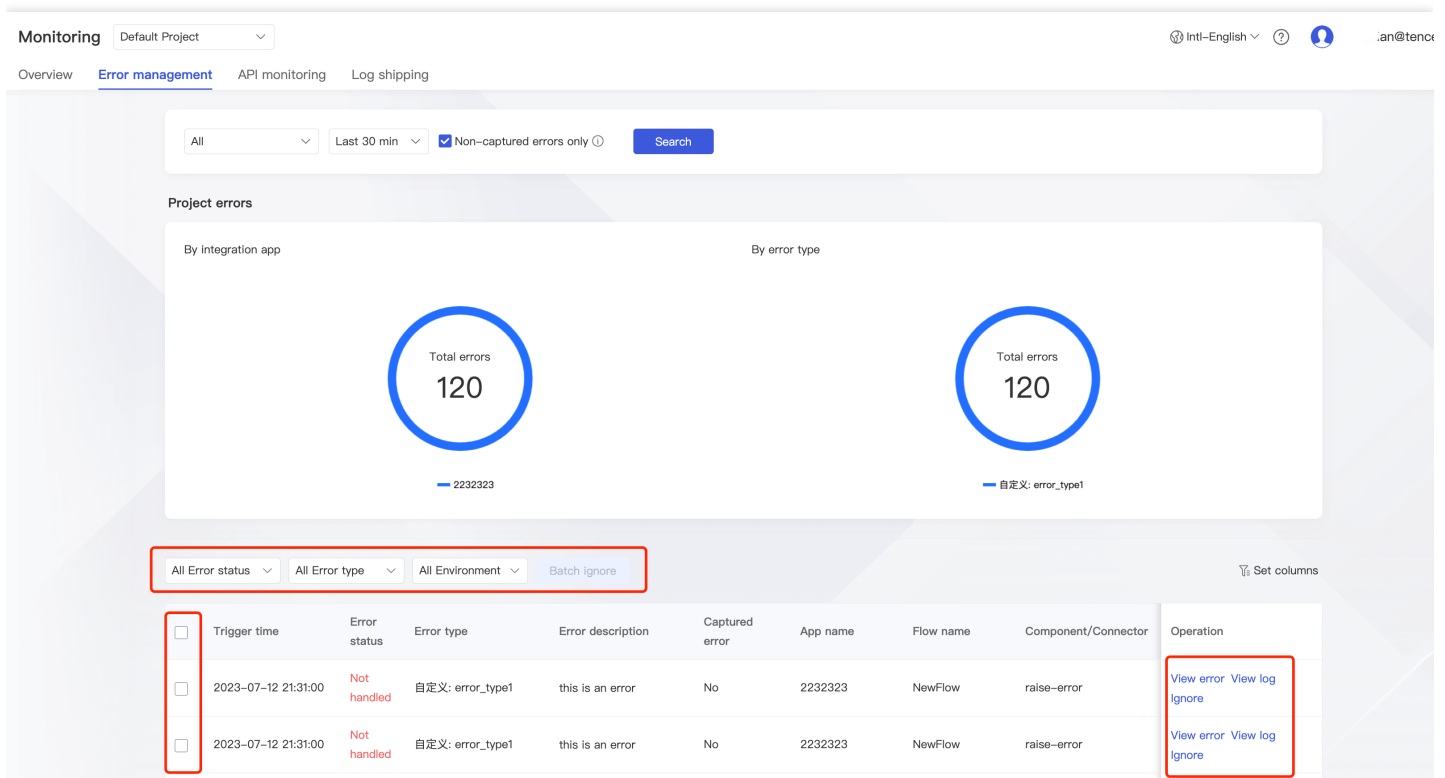 Monitoring Default Project Intl-English ? .an@tence
Overview Error management API monitoring Log shipping
All Last 30 min Non-captured errors only Search
Project errors
By integration app By error type
Total errors Total errors
120 120
2232323 自定义: error_type1
All Error status All Error type All Environment Batch ignore Set columns
Trigger time Error status Error type Error description Captured error App name Flow name Component/Connector Operation
2023-07-12 21:31:00 Not handled 自定义: error_type1 this is an error No 2232323 NewFlow raise-error View error View log Ignore
2023-07-12 21:31:00 Not handled 自定义: error_type1 this is an error No 2232323 NewFlow raise-error View error View log Ignore